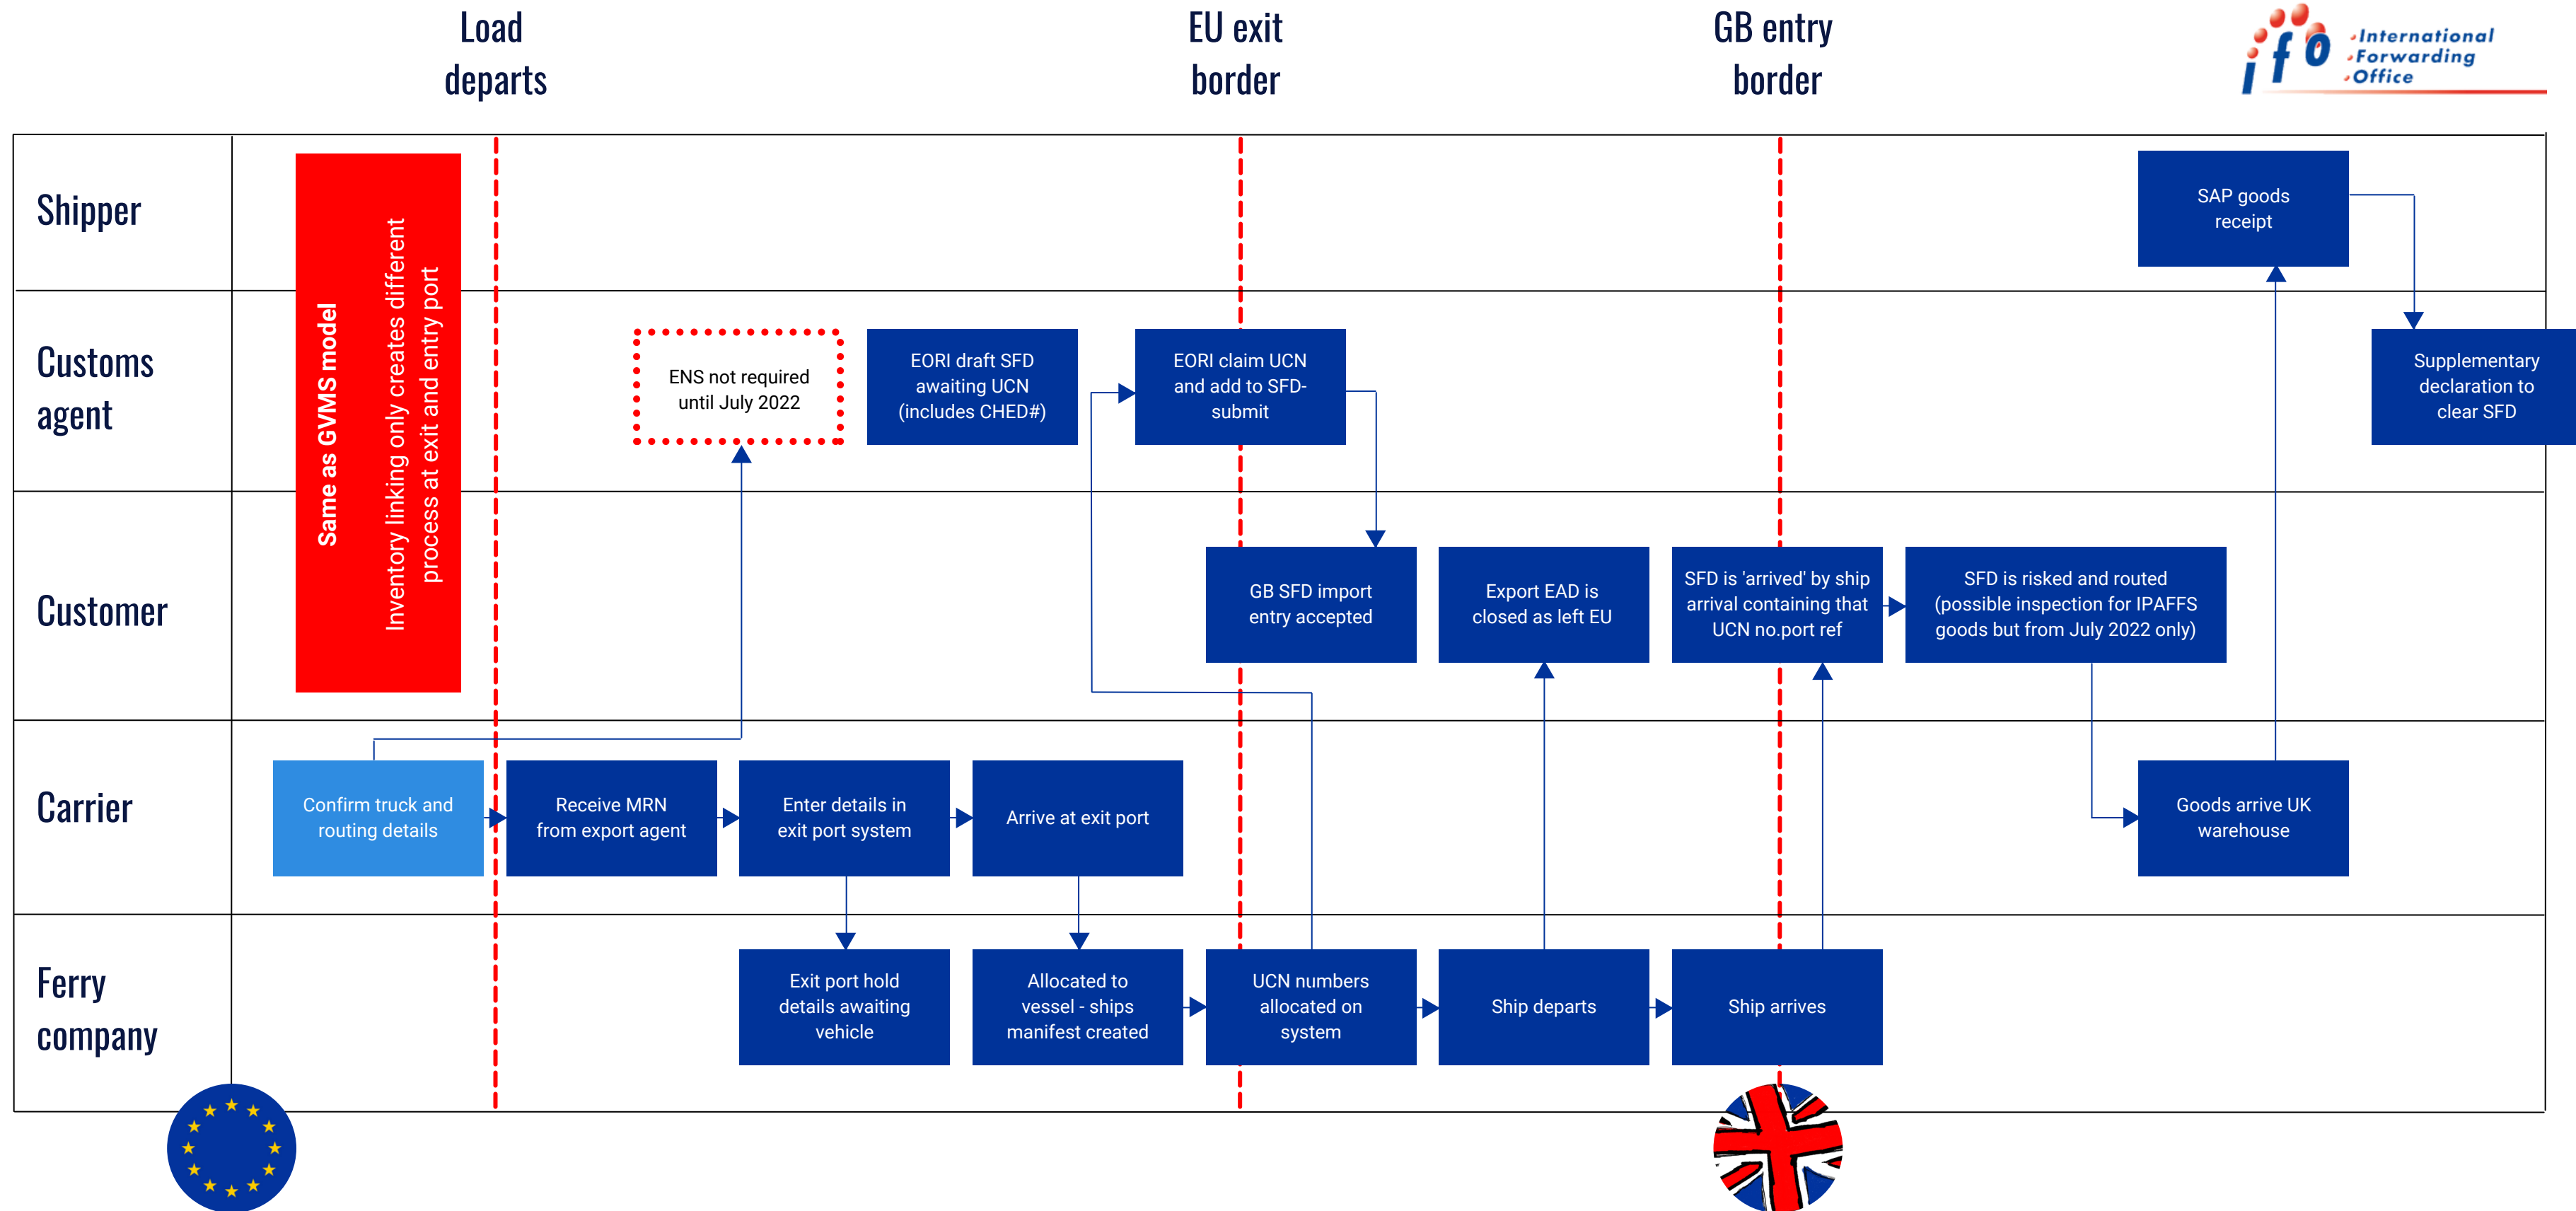 Load
departs
EU exit
border
GB entry
border
ifo
International
Forwarding
Office
Shipper
Same as GVMS model
Inventory linking only creates different
process at exit and entry port
SAP goods
receipt
Customs
agent
ENS not required
until July 2022
EORI draft SFD
awaiting UCN
(includes CHED#)
EORI claim UCN
and add to SFD-
submit
Supplementary
declaration to
clear SFD
Customer
GB SFD import
entry accepted
Export EAD is
closed as left EU
SFD is 'arrived' by ship
arrival containing that
UCN no.port ref
SFD is risked and routed
(possible inspection for IPAFFS
goods but from July 2022 only)
Carrier
Confirm truck and
routing details
Receive MRN
from export agent
Enter details in
exit port system
Arrive at exit port
Goods arrive UK
warehouse
Ferry
company
Exit port hold
details awaiting
vehicle
Allocated to
vessel - ships
manifest created
UCN numbers
allocated on
system
Ship departs
Ship arrives